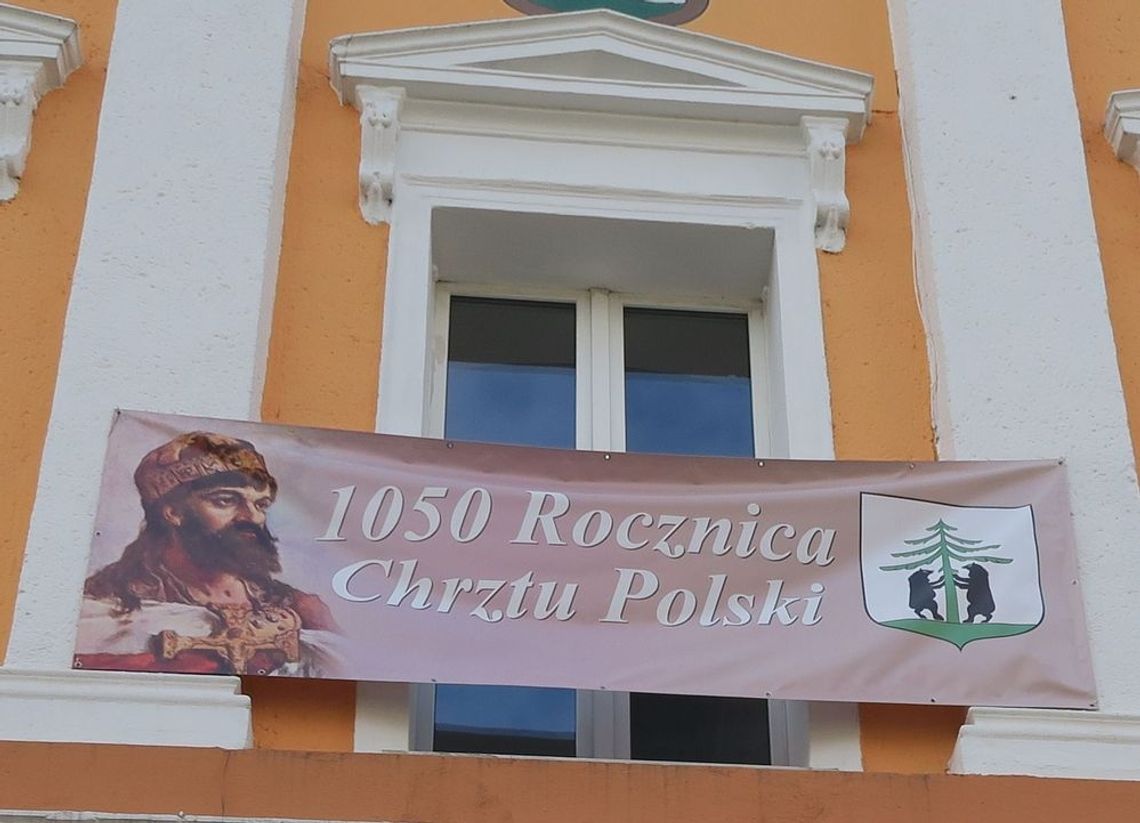 1050 Rocznica
Chrztu Polski